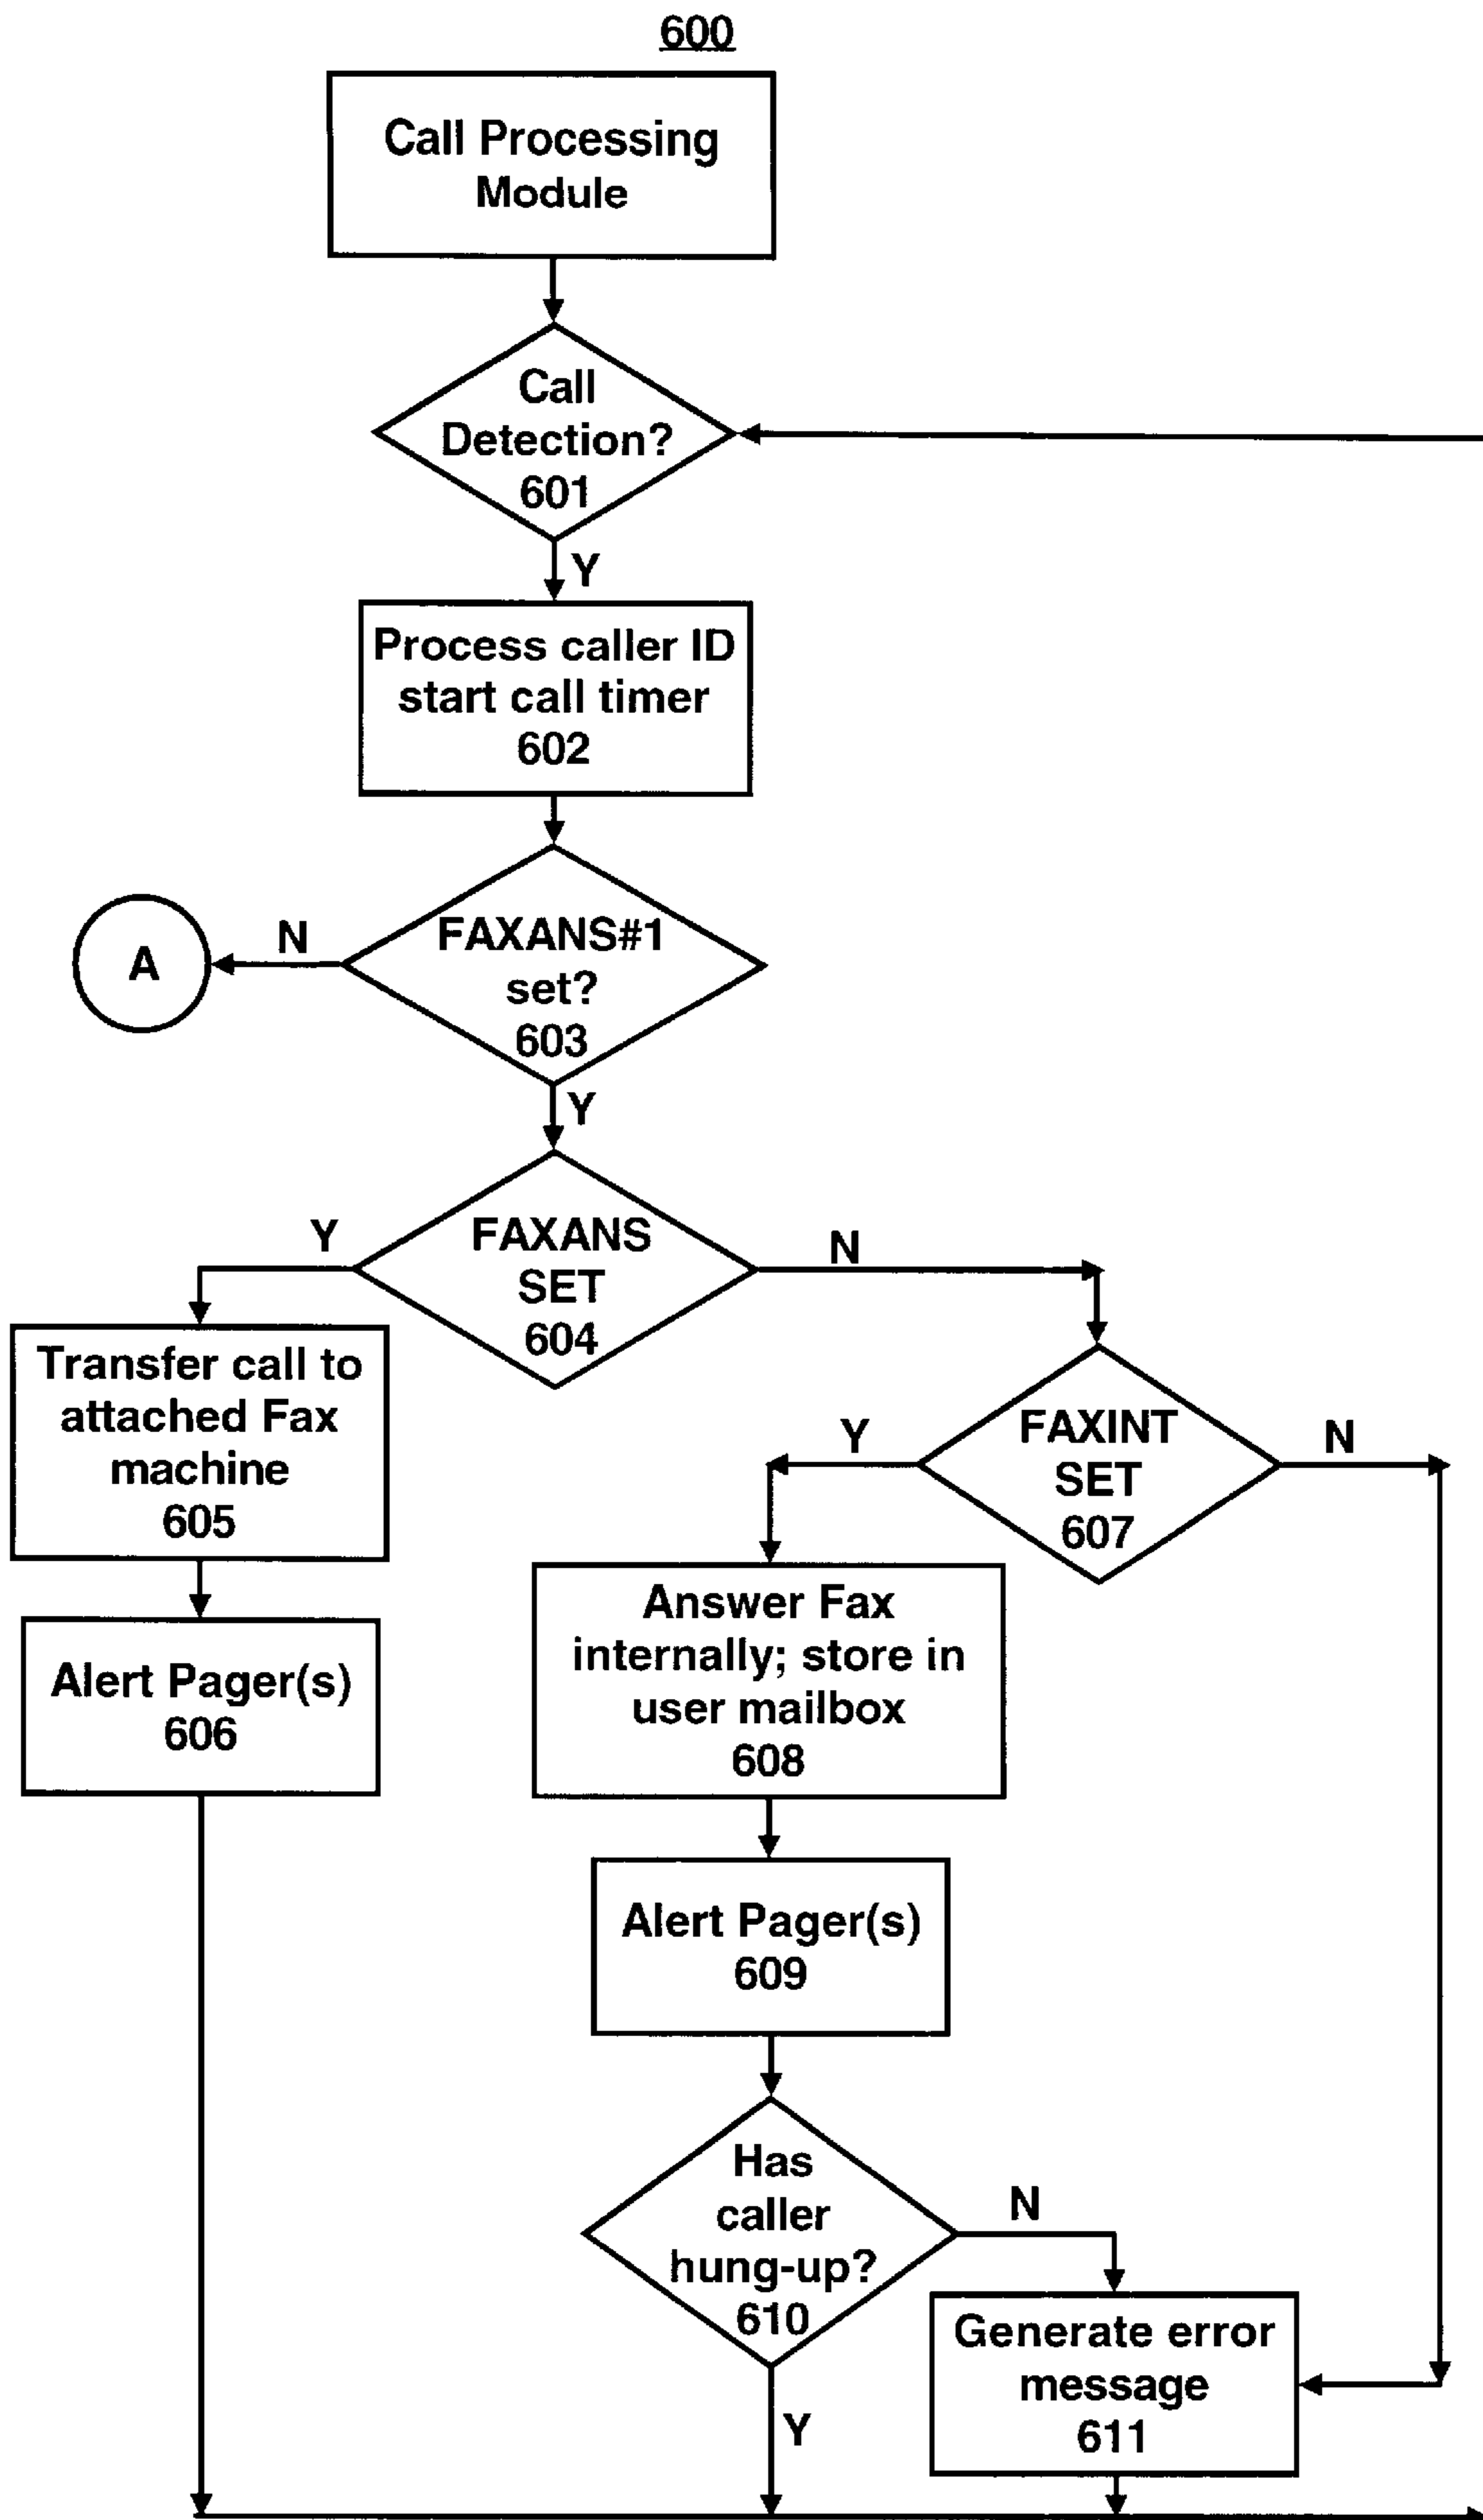 600
Call Processing
Module
Call
Detection?
601
Y
Process caller ID
start call timer
602
A
N
FAXANS#1
set?
603
Y
Y
FAXANS
SET
604
N
Transfer call to
attached Fax
machine
605
Y
FAXINT
SET
607
N
Alert Pager(s)
606
Answer Fax
internally; store in
user mailbox
608
Alert Pager(s)
609
Has
caller
hung-up?
610
N
Y
Generate error
message
611